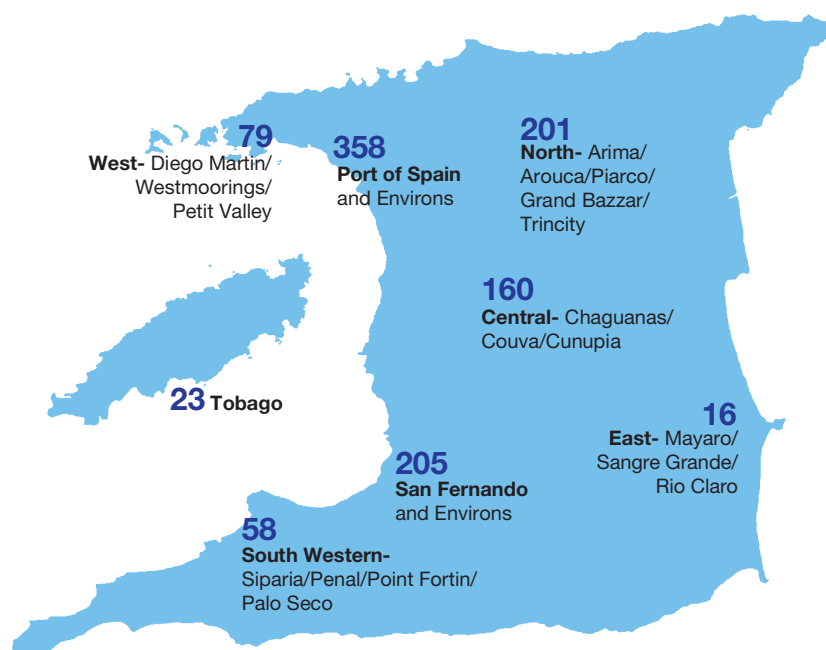 79
West- Diego Martin/
Westmoorings/
Petit Valley
358
Port of Spain
and Environs
201
North- Arima/
Arouca/Piarco/
Grand Bazzar/
Trincity
160
Central- Chaguanas/
Couva/Cunupia
23 Tobago
16
East- Mayaro/
Sangre Grande/
Rio Claro
205
San Fernando
and Environs
58
South Western-
Siparia/Penal/Point Fortin/
Palo Seco